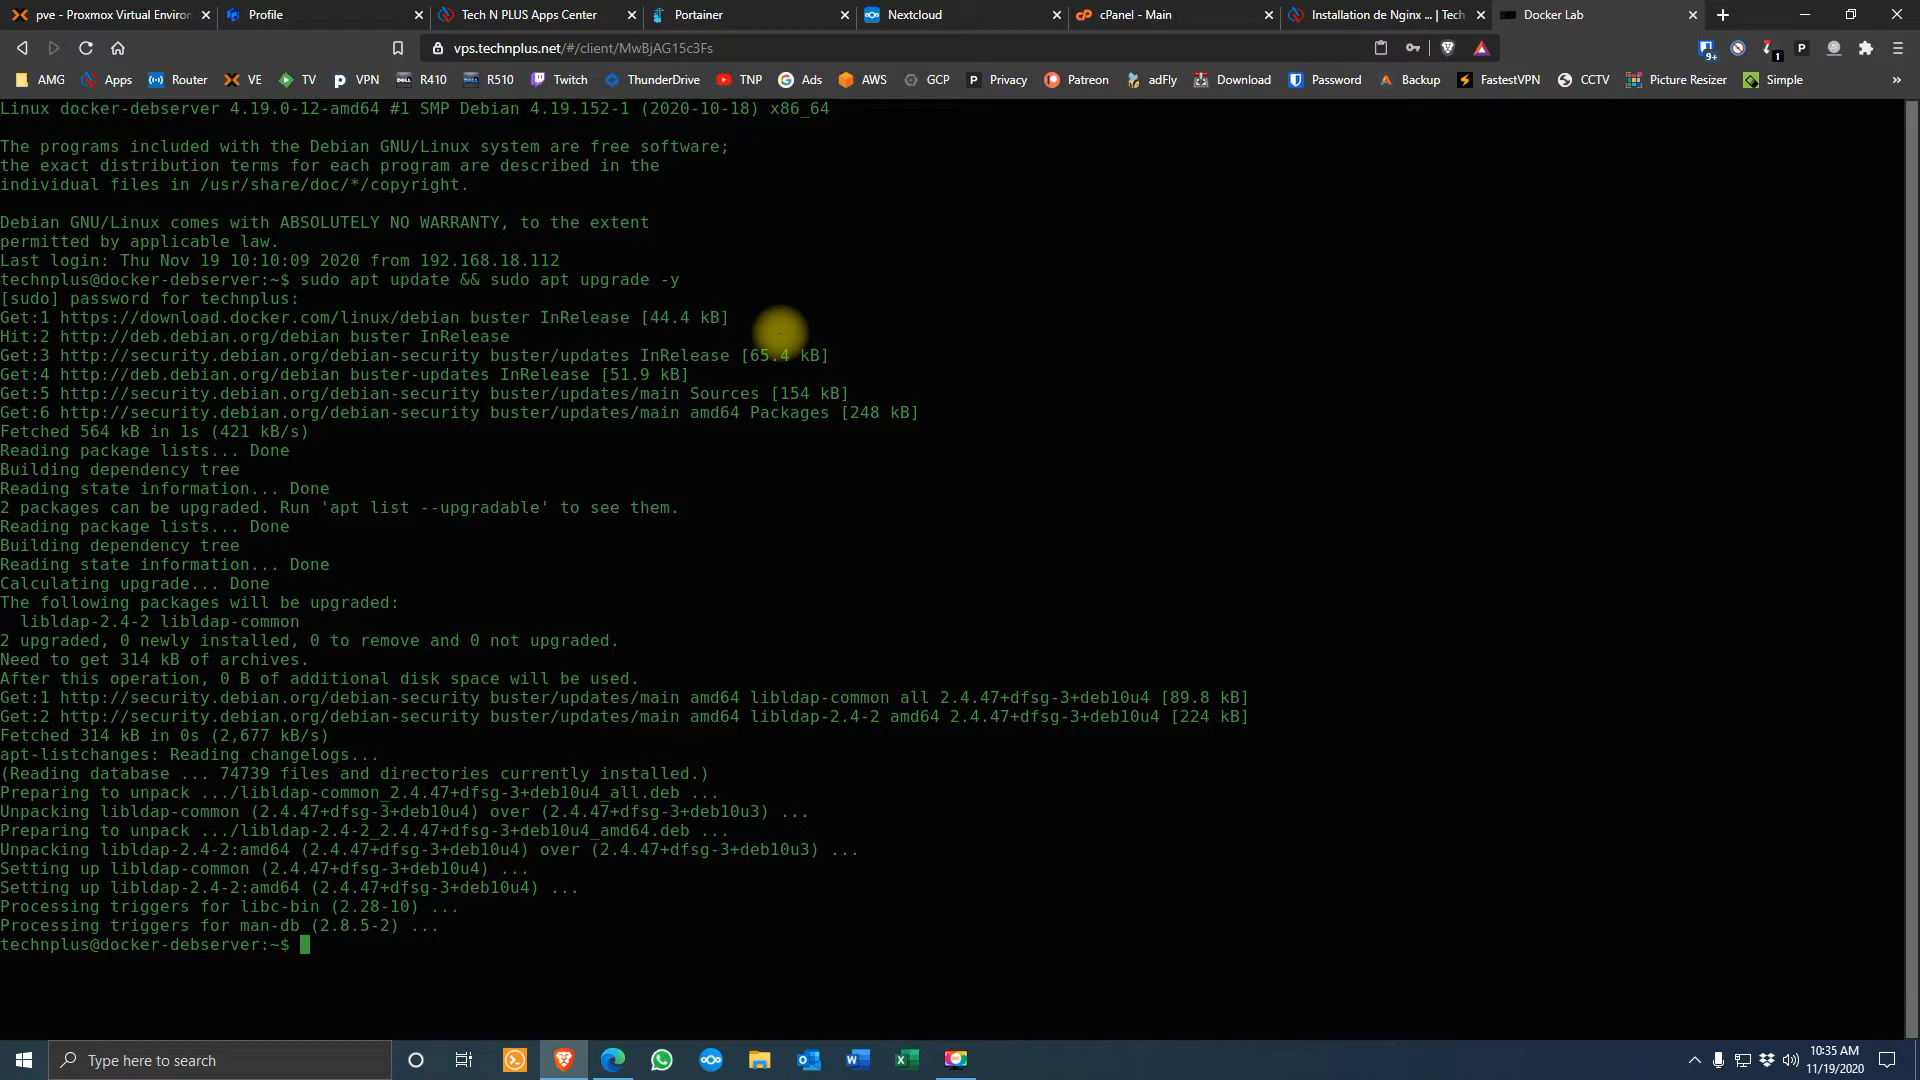 pve - Proxmox Virtual Environ
Profile
Tech N PLUS Apps Center
Portainer
Nextcloud
cPanel - Main
Installation de Nginx ... | Tech
Docker Lab
vps.technplus.net/#/client/MwBjAG15c3Fs
9+
1
AMG
Apps
Router
VE
TV
VPN
R410
R510
Twitch
ThunderDrive
TNP
Ads
AWS
GCP
Privacy
Patreon
adFly
Download
Password
Backup
FastestVPN
CCTV
Picture Resizer
Simple
Linux docker-debserver 4.19.0-12-amd64 #1 SMP Debian 4.19.152-1 (2020-10-18) x86_64
The programs included with the Debian GNU/Linux system are free software;
the exact distribution terms for each program are described in the
individual files in /usr/share/doc/*/copyright.
Debian GNU/Linux comes with ABSOLUTELY NO WARRANTY, to the extent
permitted by applicable law.
Last login: Thu Nov 19 10:10:09 2020 from 192.168.18.112
technplus@docker-debserver:~$ sudo apt update && sudo apt upgrade -y
[sudo] password for technplus:
Get:1 https://download.docker.com/linux/debian buster InRelease [44.4 kB]
Hit:2 http://deb.debian.org/debian buster InRelease
Get:3 http://security.debian.org/debian-security buster/updates InRelease [65.4 kB]
Get:4 http://deb.debian.org/debian buster-updates InRelease [51.9 kB]
Get:5 http://security.debian.org/debian-security buster/updates/main Sources [154 kB]
Get:6 http://security.debian.org/debian-security buster/updates/main amd64 Packages [248 kB]
Fetched 564 kB in 1s (421 kB/s)
Reading package lists... Done
Building dependency tree
Reading state information... Done
2 packages can be upgraded. Run 'apt list --upgradable' to see them.
Reading package lists... Done
Building dependency tree
Reading state information... Done
Calculating upgrade... Done
The following packages will be upgraded:
libldap-2.4-2 libldap-common
2 upgraded, 0 newly installed, 0 to remove and 0 not upgraded.
Need to get 314 kB of archives.
After this operation, 0 B of additional disk space will be used.
Get:1 http://security.debian.org/debian-security buster/updates/main amd64 libldap-common all 2.4.47+dfsg-3+deb10u4 [89.8 kB]
Get:2 http://security.debian.org/debian-security buster/updates/main amd64 libldap-2.4-2 amd64 2.4.47+dfsg-3+deb10u4 [224 kB]
Fetched 314 kB in 0s (2,677 kB/s)
apt-listchanges: Reading changelogs...
(Reading database ... 74739 files and directories currently installed.)
Preparing to unpack .../libldap-common_2.4.47+dfsg-3+deb10u4_all.deb ...
Unpacking libldap-common (2.4.47+dfsg-3+deb10u4) over (2.4.47+dfsg-3+deb10u3) ...
Preparing to unpack .../libldap-2.4-2_2.4.47+dfsg-3+deb10u4_amd64.deb ...
Unpacking libldap-2.4-2:amd64 (2.4.47+dfsg-3+deb10u4) over (2.4.47+dfsg-3+deb10u3) ...
Setting up libldap-common (2.4.47+dfsg-3+deb10u4) ...
Setting up libldap-2.4-2:amd64 (2.4.47+dfsg-3+deb10u4) ...
Processing triggers for libc-bin (2.28-10) ...
Processing triggers for man-db (2.8.5-2) ...
technplus@docker-debserver:~$
Type here to search
10:35 AM
11/19/2020